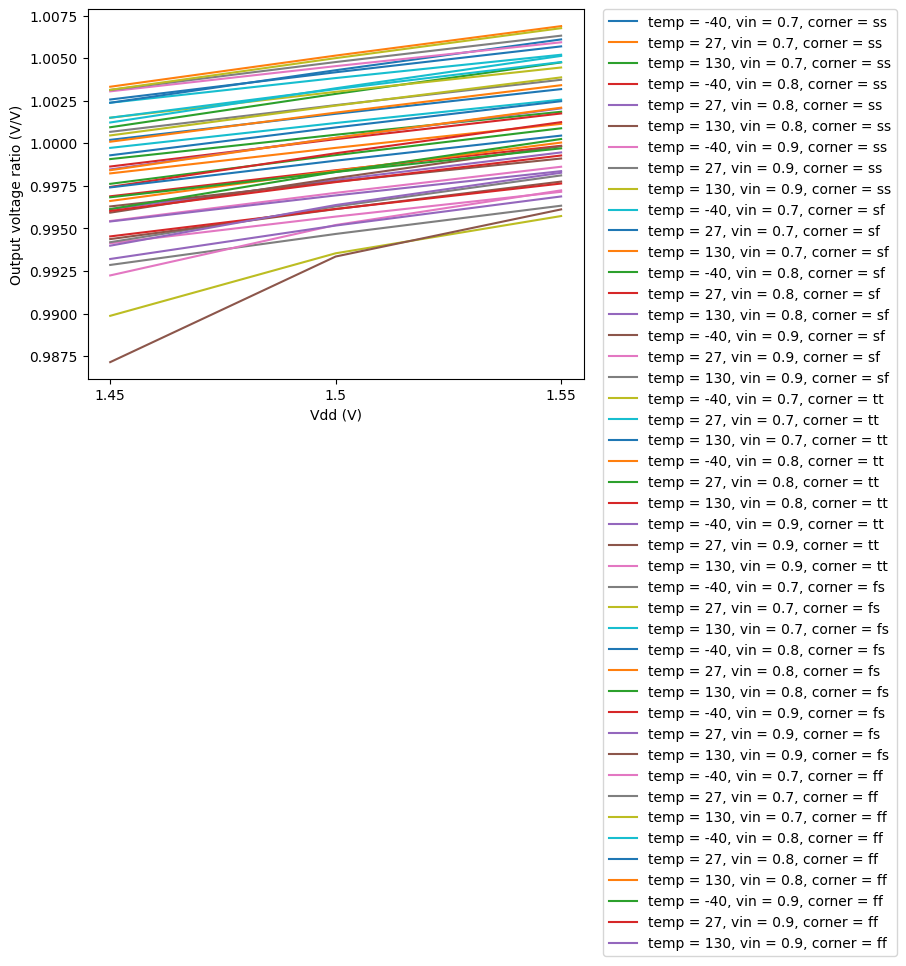 1.0075
1.0050
1.0025
1.0000
0.9975
0.9950
0.9925
0.9900
0.9875
Output voltage ratio (V/V)
1.45
1.5
1.55
Vdd (V)
temp = -40, vin = 0.7, corner = ss
temp = 27, vin = 0.7, corner = ss
temp = 130, vin = 0.7, corner = ss
temp = -40, vin = 0.8, corner = ss
temp = 27, vin = 0.8, corner = ss
temp = 130, vin = 0.8, corner = ss
temp = -40, vin = 0.9, corner = ss
temp = 27, vin = 0.9, corner = ss
temp = 130, vin = 0.9, corner = ss
temp = -40, vin = 0.7, corner = sf
temp = 27, vin = 0.7, corner = sf
temp = 130, vin = 0.7, corner = sf
temp = -40, vin = 0.8, corner = sf
temp = 27, vin = 0.8, corner = sf
temp = 130, vin = 0.8, corner = sf
temp = -40, vin = 0.9, corner = sf
temp = 27, vin = 0.9, corner = sf
temp = 130, vin = 0.9, corner = sf
temp = -40, vin = 0.7, corner = tt
temp = 27, vin = 0.7, corner = tt
temp = 130, vin = 0.7, corner = tt
temp = -40, vin = 0.8, corner = tt
temp = 27, vin = 0.8, corner = tt
temp = 130, vin = 0.8, corner = tt
temp = -40, vin = 0.9, corner = tt
temp = 27, vin = 0.9, corner = tt
temp = 130, vin = 0.9, corner = tt
temp = -40, vin = 0.7, corner = fs
temp = 27, vin = 0.7, corner = fs
temp = 130, vin = 0.7, corner = fs
temp = -40, vin = 0.8, corner = fs
temp = 27, vin = 0.8, corner = fs
temp = 130, vin = 0.8, corner = fs
temp = -40, vin = 0.9, corner = fs
temp = 27, vin = 0.9, corner = fs
temp = 130, vin = 0.9, corner = fs
temp = -40, vin = 0.7, corner = ff
temp = 27, vin = 0.7, corner = ff
temp = 130, vin = 0.7, corner = ff
temp = -40, vin = 0.8, corner = ff
temp = 27, vin = 0.8, corner = ff
temp = 130, vin = 0.8, corner = ff
temp = -40, vin = 0.9, corner = ff
temp = 27, vin = 0.9, corner = ff
temp = 130, vin = 0.9, corner = ff